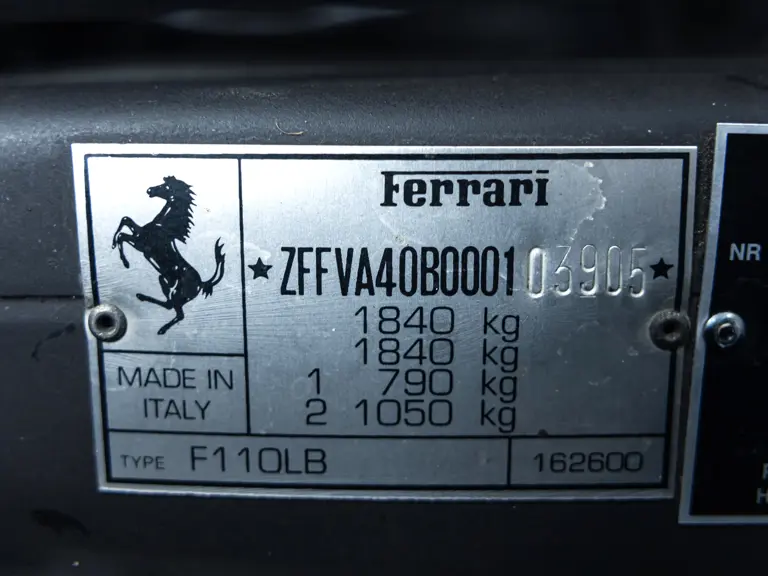 Ferrari
★ZFFVA40B000103905★
1840 kg
1840 kg
1 790 kg
2 1050 kg
MADE IN
ITALY
TYPE F110LB
162600
NR